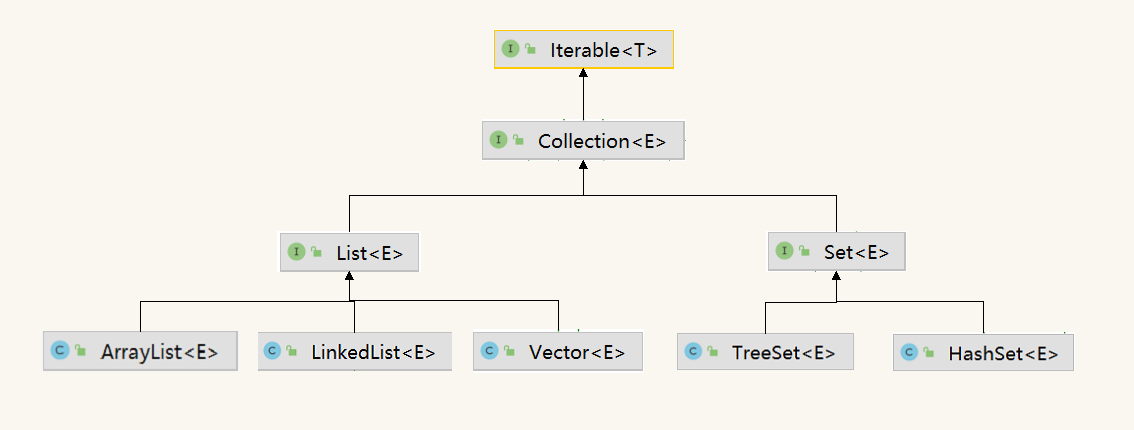 I Iterable<T>
I Collection<E>
I List<E>
I Set<E>
C ArrayList<E>
C LinkedList<E>
C Vector<E>
C TreeSet<E>
C HashSet<E>